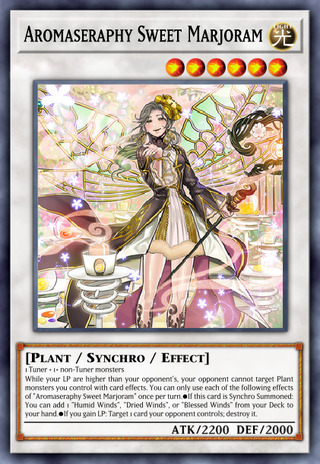 Aromaseraphy Sweet Marjoram
LIGHT
光
[Plant / Synchro / Effect]
1 Tuner + 1+ non-Tuner monsters
While your LP are higher than your opponent's, your opponent cannot target Plant
monsters you control with card effects. You can only use each of the following effects
of "Aromaseraphy Sweet Marjoram" once per turn.●If this card is Synchro Summoned:
You can add 1 "Humid Winds", "Dried Winds", or "Blessed Winds" from your Deck to
your hand.●If you gain LP: Target 1 card your opponent controls; destroy it.
ATK/2200 DEF/2000